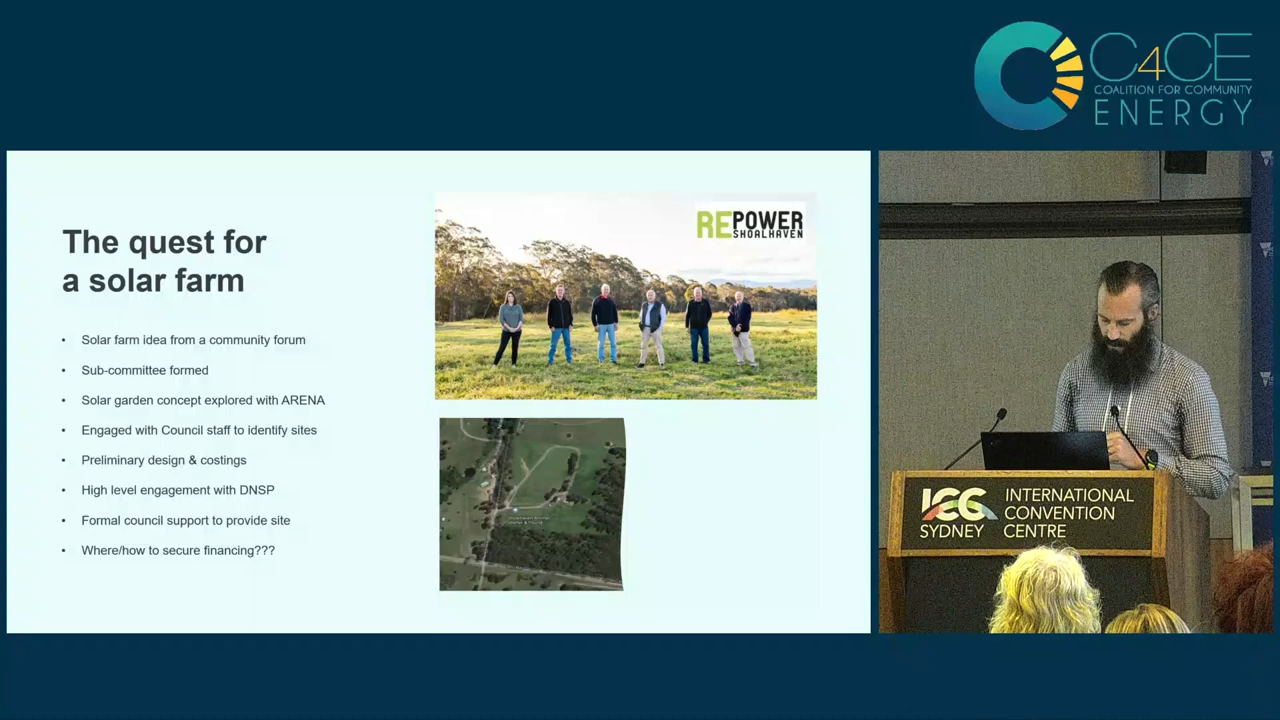 C4CE
COALITION FOR COMMUNITY
ENERGY
The quest for
a solar farm
• Solar farm idea from a community forum
• Sub-committee formed
• Solar garden concept explored with ARENA
• Engaged with Council staff to identify sites
• Preliminary design & costings
• High level engagement with DNSP
• Formal council support to provide site
• Where/how to secure financing???
REPOWER
SHOALHAVEN
ICC
SYDNEY
INTERNATIONAL
CONVENTION
CENTRE